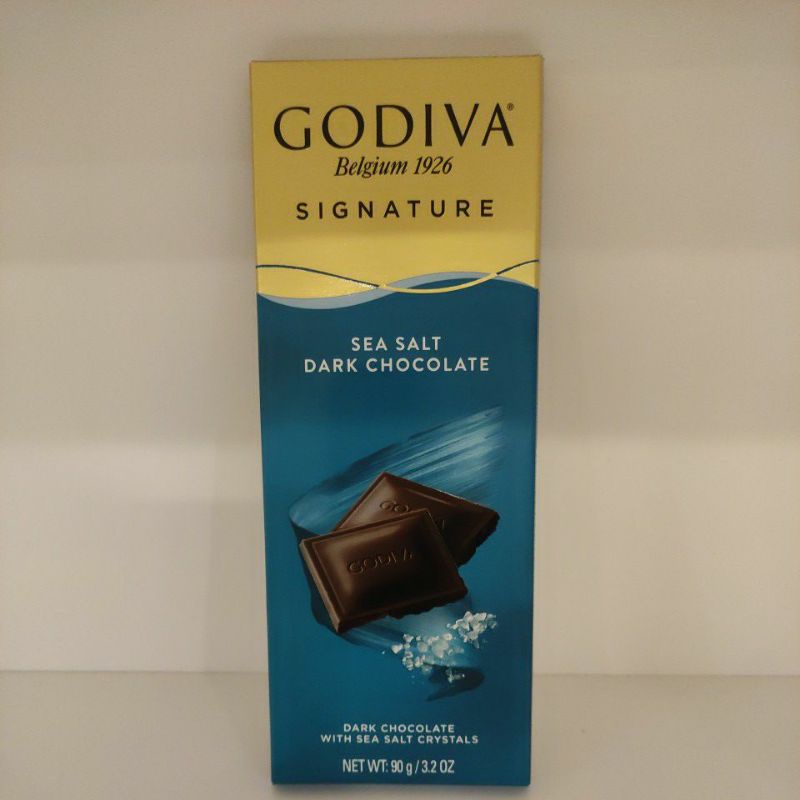 GODIVA®
Belgium 1926
SIGNATURE
SEA SALT
DARK CHOCOLATE
GODIVA
DARK CHOCOLATE
WITH SEA SALT CRYSTALS
NET WT: 90 g / 3.2 OZ